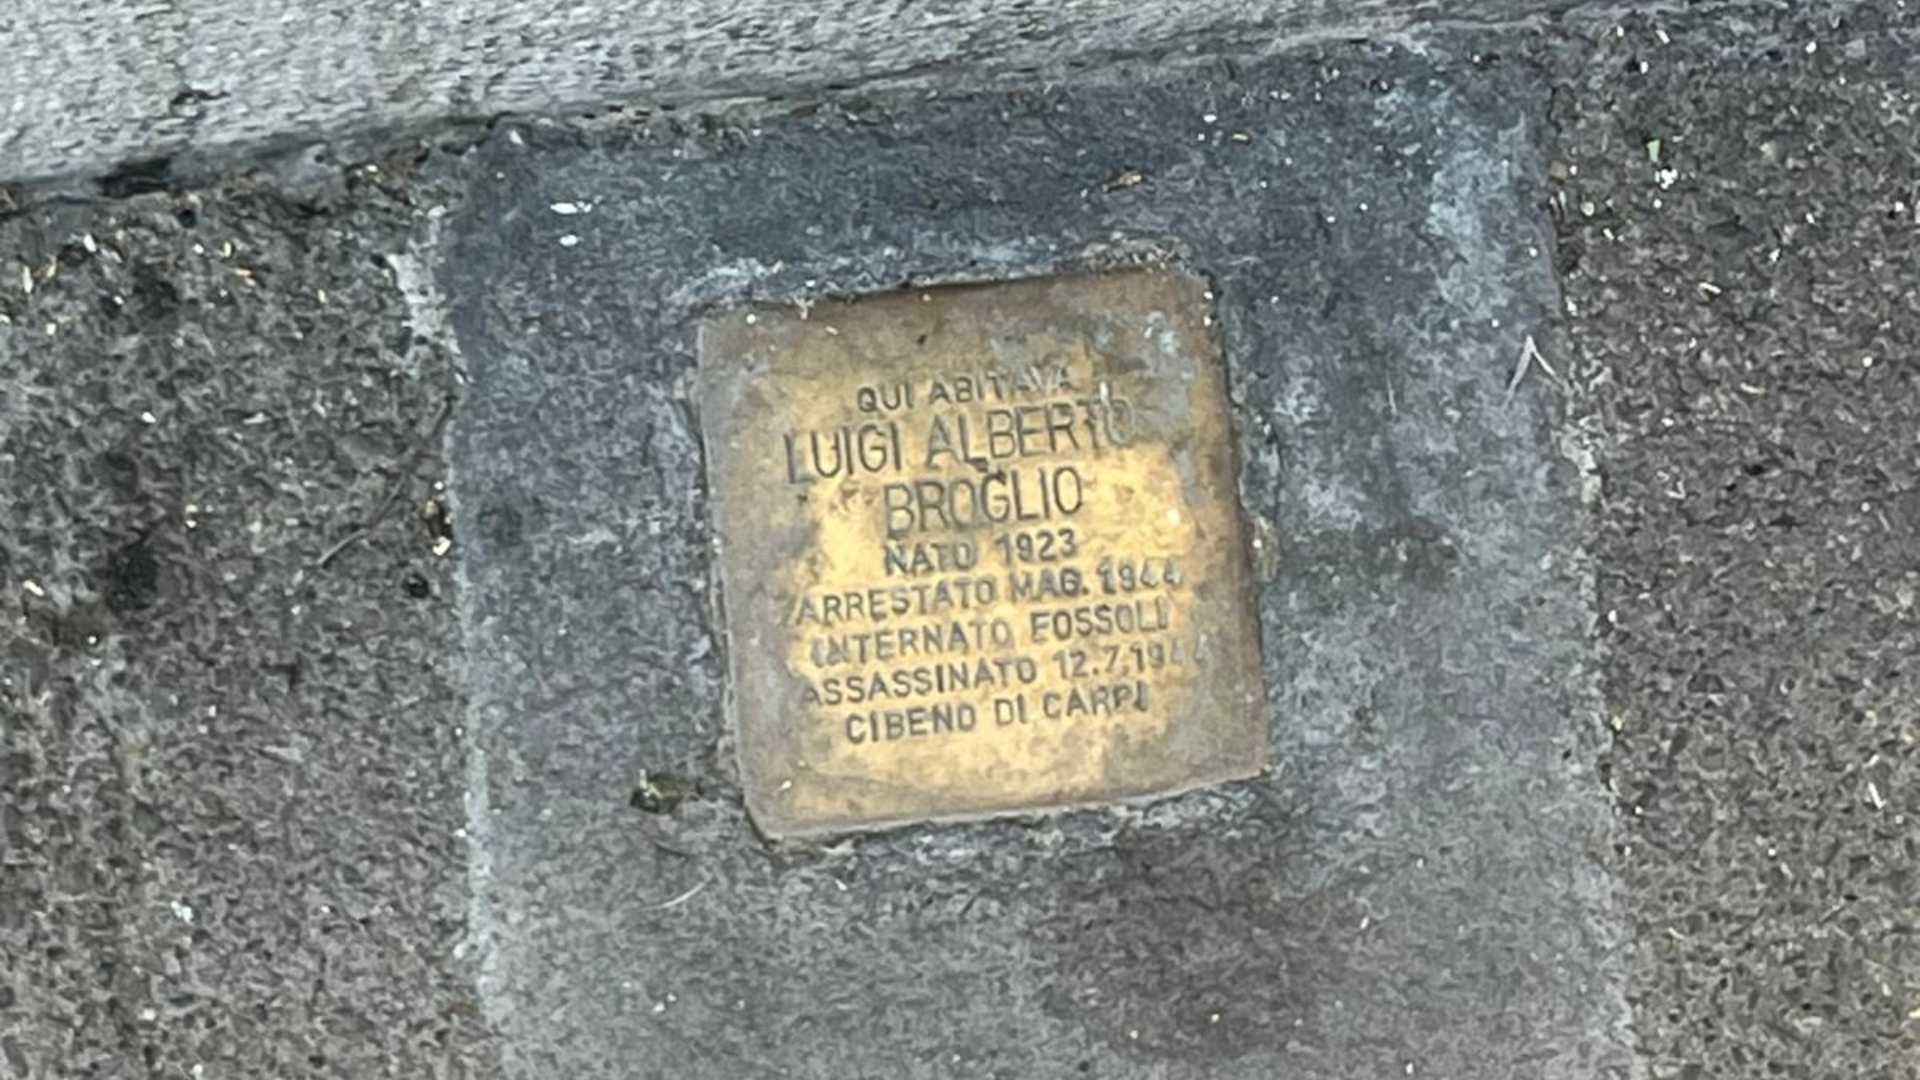 QUI ABITAVA
LUIGI ALBERTO
BROGLIO
NATO 1923
ARRESTATO MAG. 1944
INTERNATO FOSSOLI
ASSASSINATO 12.7.1944
CIBENO DI CARPI